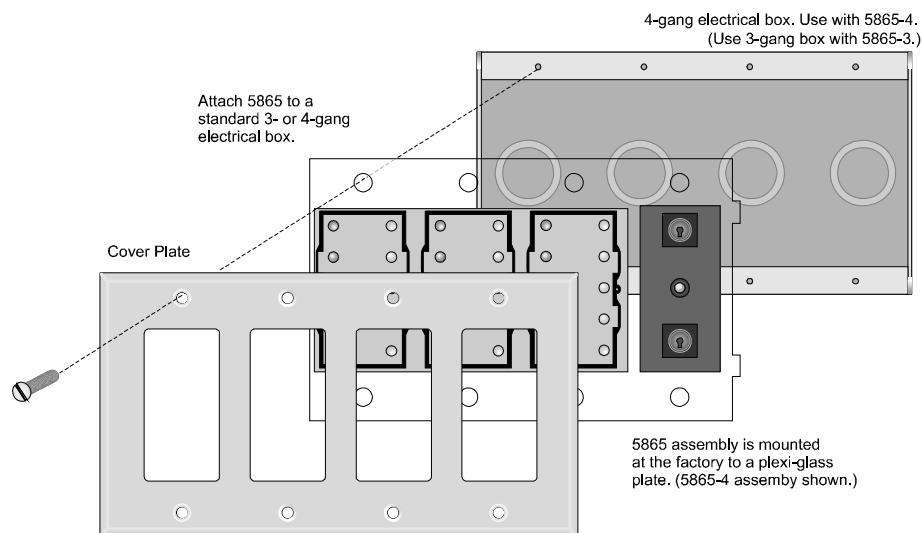 4-gang electrical box. Use with 5865-4.
(Use 3-gang box with 5865-3.)
Attach 5865 to a
standard 3- or 4-gang
electrical box.
Cover Plate
5865 assembly is mounted
at the factory to a plexi-glass
plate. (5865-4 assemby shown.)